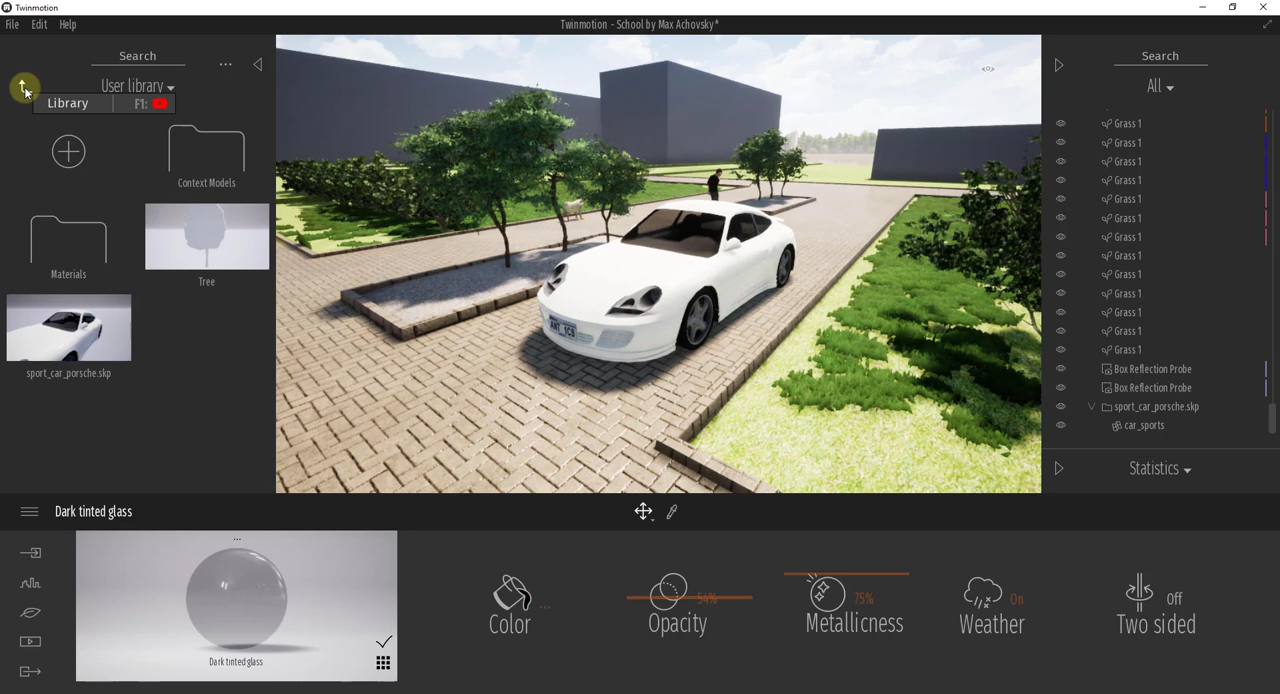 Twinmotion
File Edit Help
Twinmotion - School by Max Achovsky*
Search
...
User library
Library
F1:
Context Models
Materials
Tree
sport_car_porsche.skp
ANT 1C6
Search
All
Grass 1
Grass 1
Grass 1
Grass 1
Grass 1
Grass 1
Grass 1
Grass 1
Grass 1
Grass 1
Grass 1
Grass 1
Grass 1
Box Reflection Probe
Box Reflection Probe
sport_car_porsche.skp
car_sports
Statistics
Dark tinted glass
...
Dark tinted glass
Color
...
54%
Opacity
75%
Metallicness
On
Weather
Off
Two sided